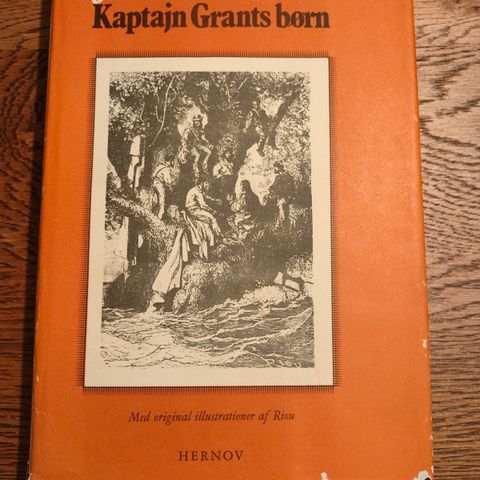 Kaptajn Grants børn
Med original illustrationer af Riou
HERNOV